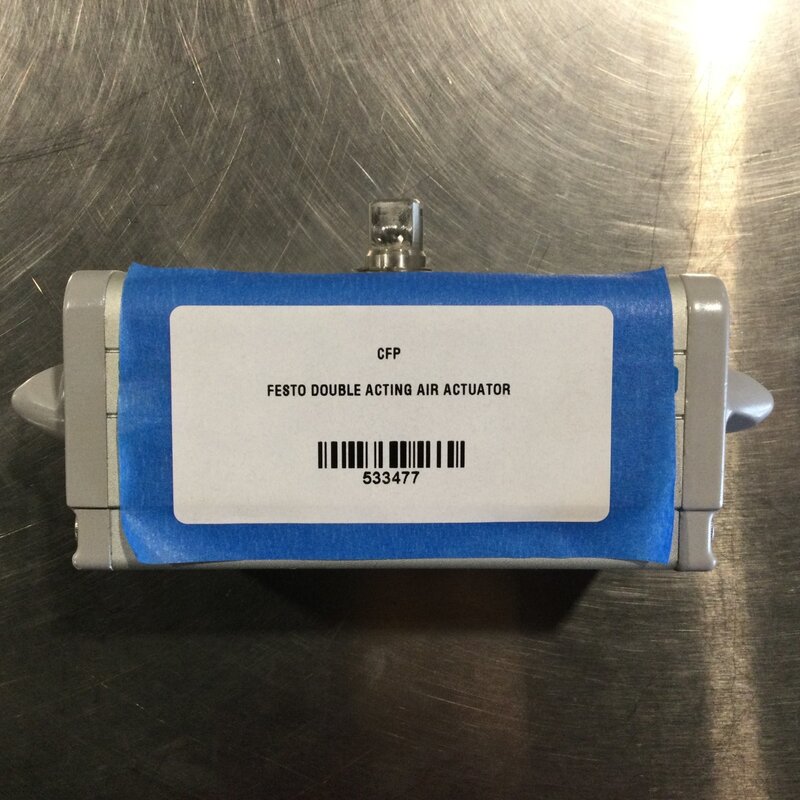 CFP
FESTO DOUBLE ACTING AIR ACTUATOR
533477